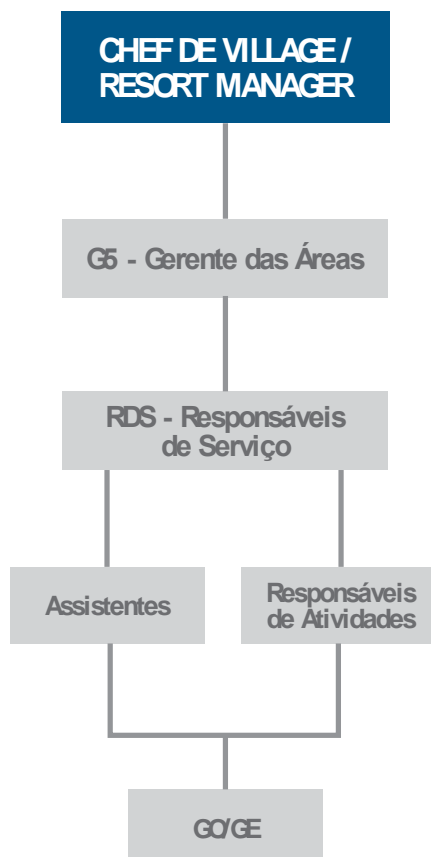 CHEF DE VILLAGE /
RESORT MANAGER
G5 - Gerente das Áreas
RDS - Responsáveis
de Serviço
Assistentes
Responsáveis
de Atividades
GO/GE